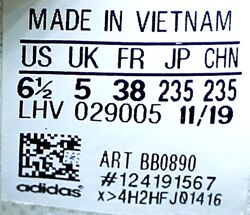 MADE IN VIETNAM
US UK FR JP CHN
6½ 5 38 235 235
LHV 029005 11/19
ART BB0890
#124191567
adidas x>4H2HFJ01416